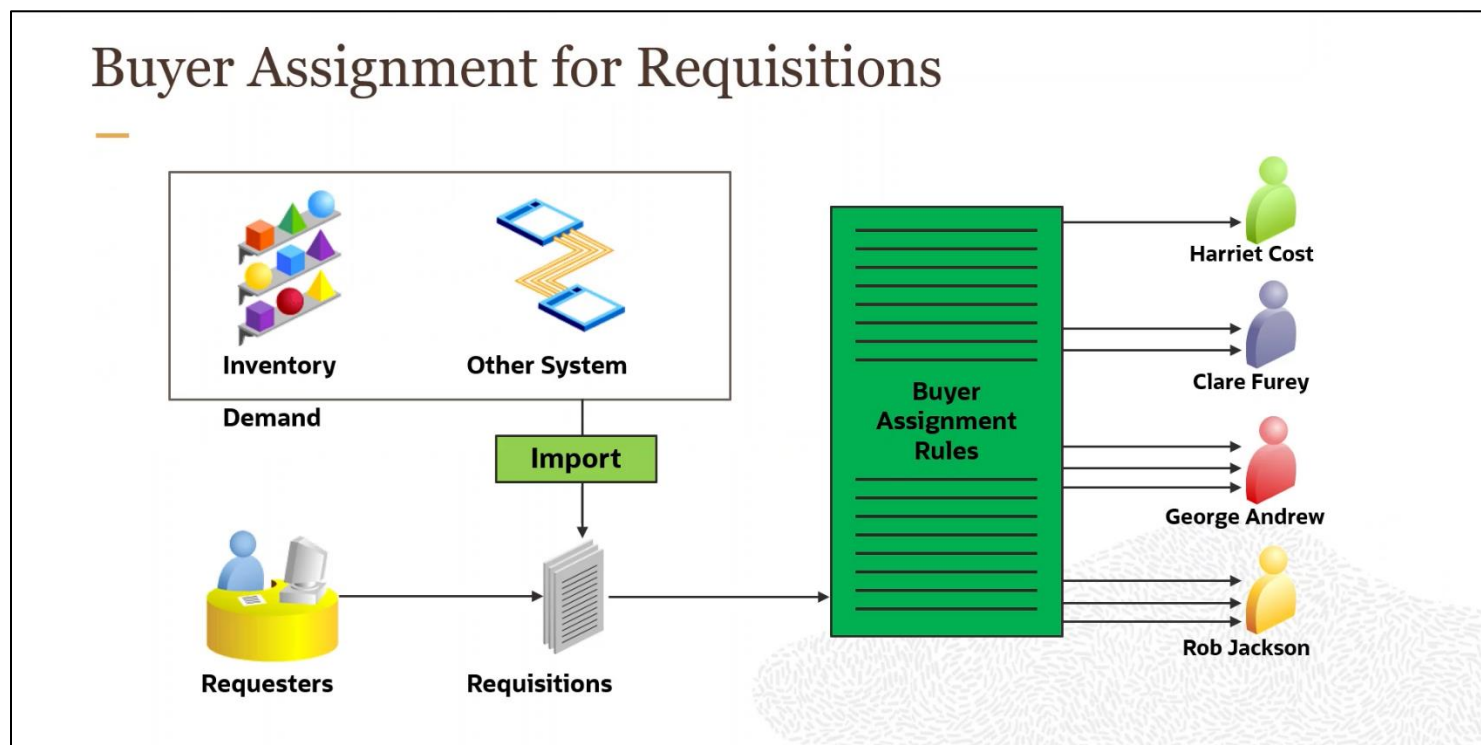 Buyer Assignment for Requisitions
Inventory
Other System
Demand
Import
Requesters
Requisitions
Buyer
Assignment
Rules
Harriet Cost
Clare Furey
George Andrew
Rob Jackson